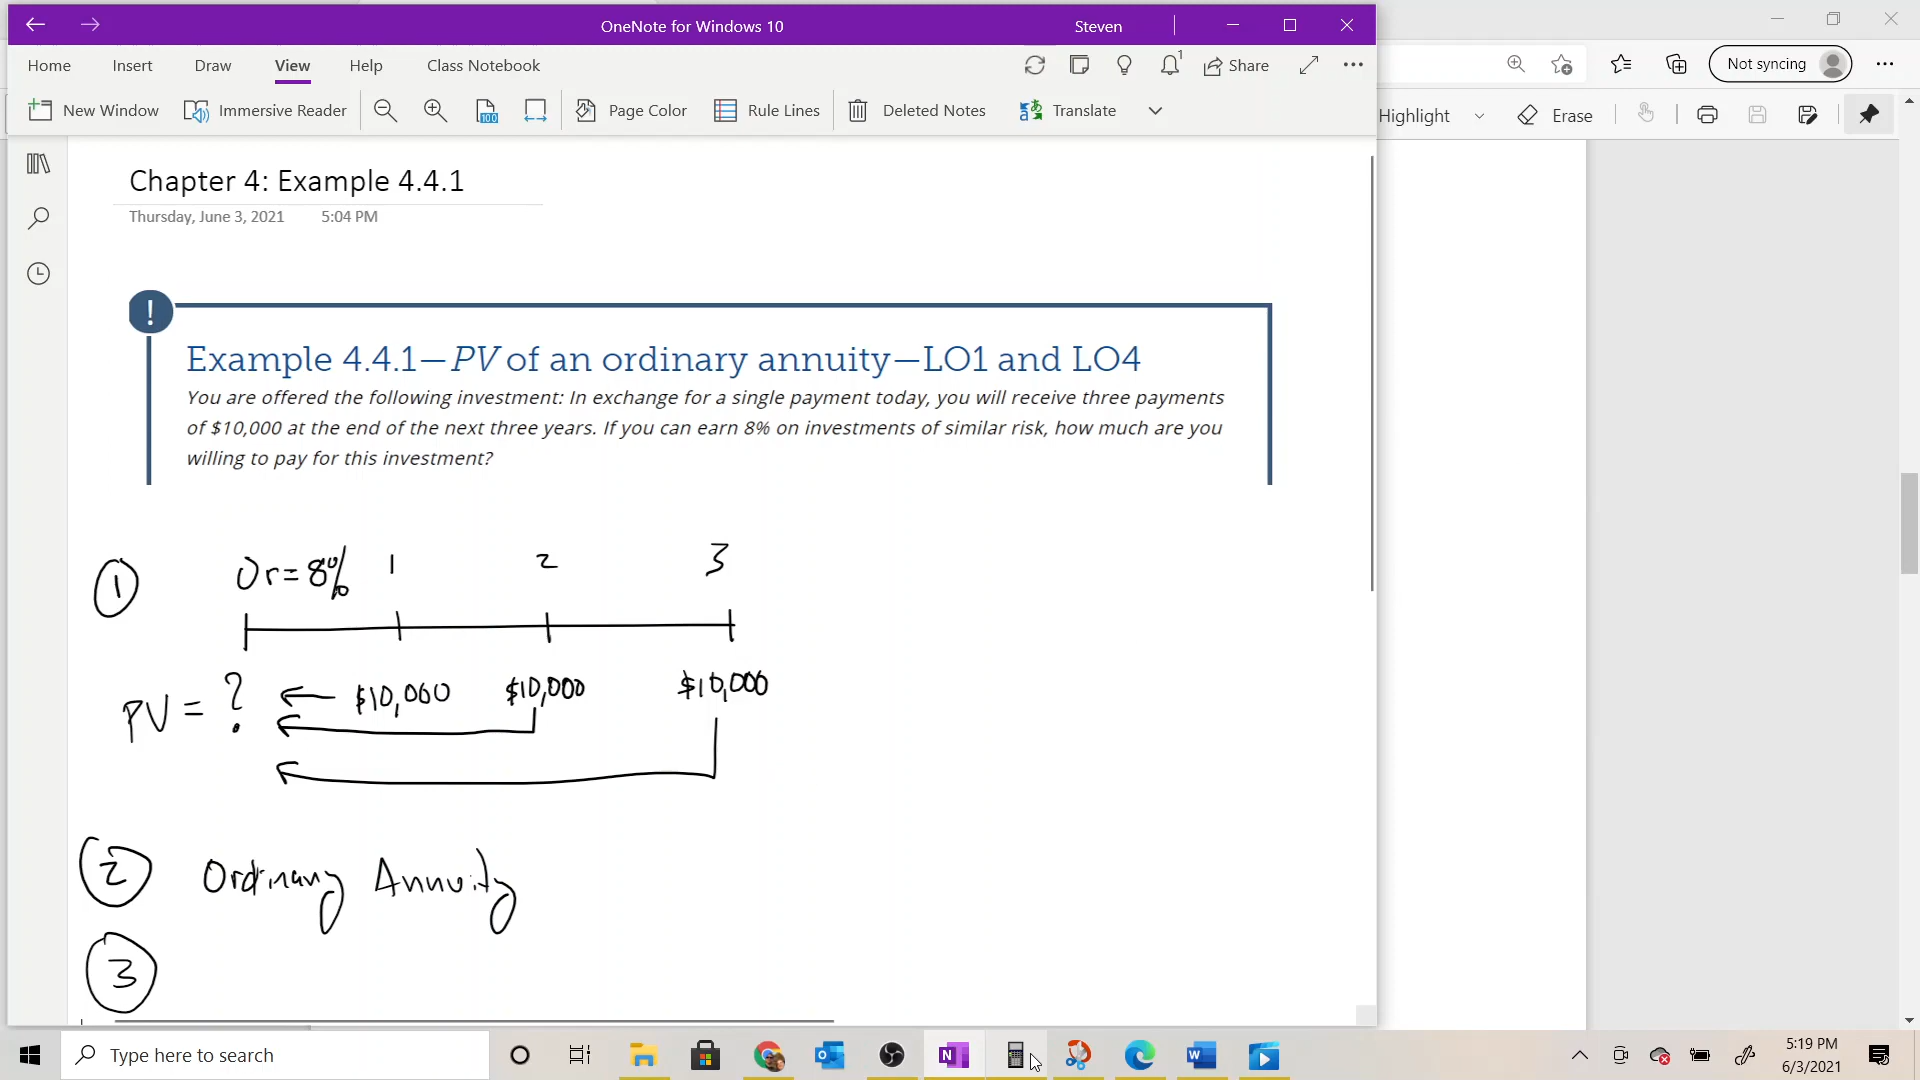 OneNote for Windows 10
Steven
Home Insert Draw View Help Class Notebook
1
Share
Not syncing
New Window Immersive Reader
100
Page Color Rule Lines Deleted Notes Translate
Highlight Erase
Chapter 4: Example 4.4.1
Thursday, June 3, 2021 5:04 PM
!
Example 4.4.1—PV of an ordinary annuity—LO1 and LO4
You are offered the following investment: In exchange for a single payment today, you will receive three payments
of $10,000 at the end of the next three years. If you can earn 8% on investments of similar risk, how much are you
willing to pay for this investment?
1
0 r=8% 1 2 3
PV = ? $10,000 $10,000 $10,000
2 Ordinary Annuity
3
Type here to search
5:19 PM
6/3/2021